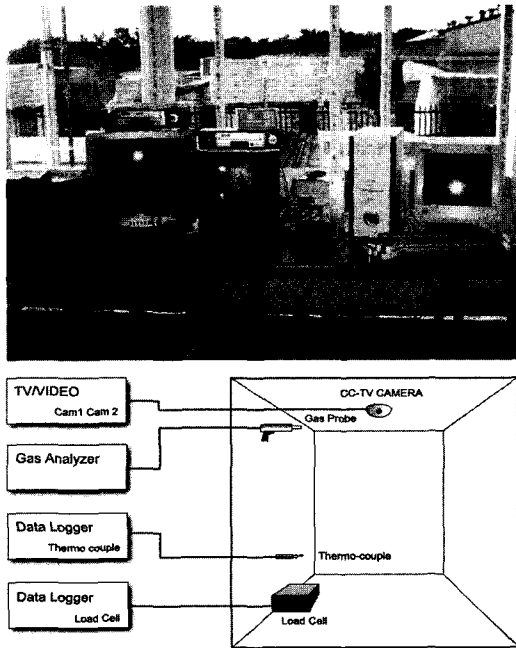 TV/VIDEO
Cam1 Cam 2
Gas Analyzer
Data Logger
Thermo couple
Data Logger
Load Cell
CC-TV CAMERA
Gas Probe
Thermo-couple
Load Cell